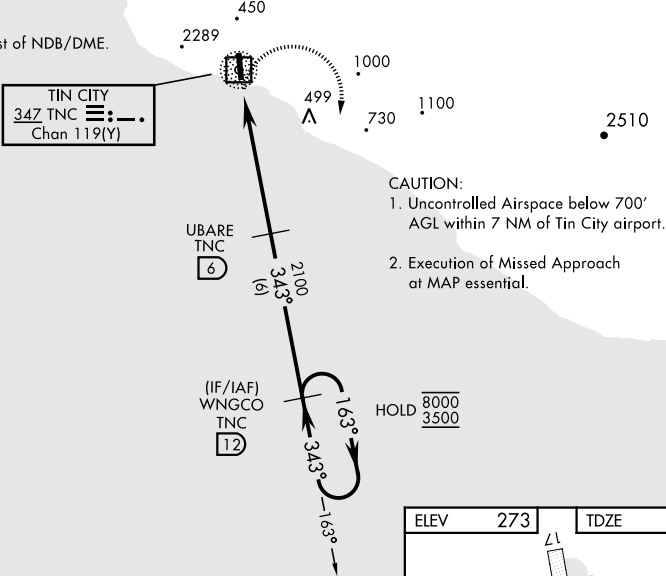 450
2289
st of NDB/DME.
1000
TIN CITY
347 TNC
Chan 119(Y)
499
730
1100
2510
CAUTION:
1. Uncontrolled Airspace below 700'
AGL within 7 NM of Tin City airport.
2. Execution of Missed Approach
at MAP essential.
UBARE
TNC
6
2100
343°
(6)
(IF/IAF)
WNGCO
TNC
12
HOLD 8000
3500
163°
343°
163°
ELEV 273
TDZE
17